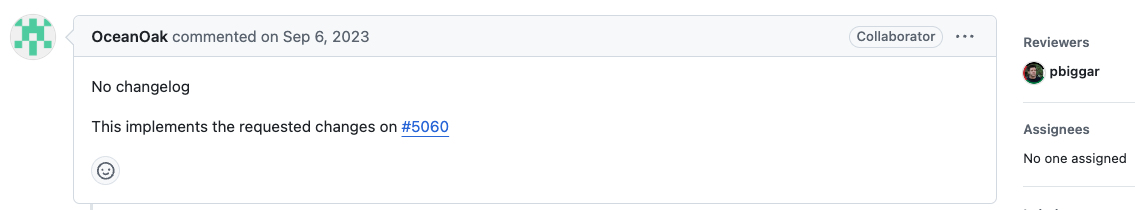 OceanOak commented on Sep 6, 2023
Collaborator
No changelog
This implements the requested changes on #5060
Reviewers
pbiggar
Assignees
No one assigned